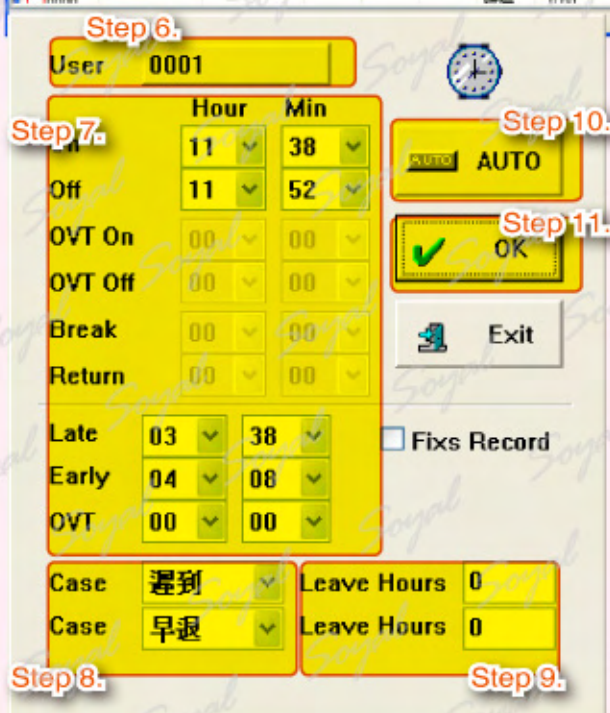 Step 6.
User 0001
Hour Min
Step 7.
11 38
Step 10.
AUTO AUTO
Off 11 52
Step 11.
OVT On 00 00
OK
OVT Off 00 00
Break 00 00
Exit
Return 00 00
Late 03 38
Fixs Record
Early 04 08
OVT 00 00
Case 遲到 Leave Hours 0
Case 早退 Leave Hours 0
Step 8.
Step 9.
Soyal